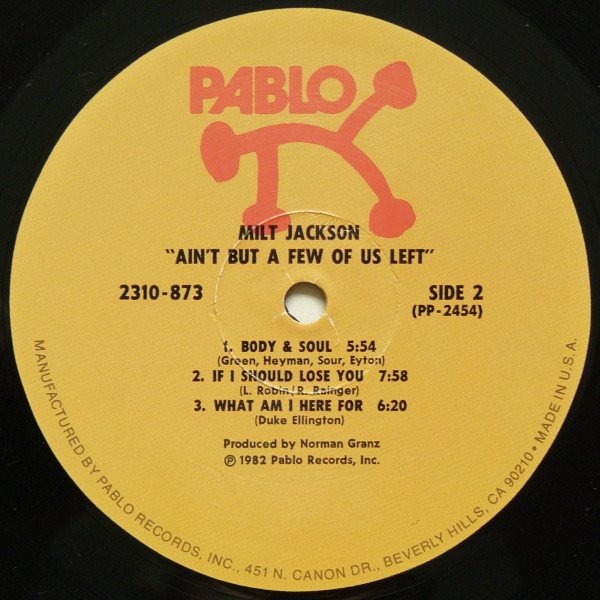 PABLO
MILT JACKSON
"AIN'T BUT A FEW OF US LEFT"
2310-873
SIDE 2
(PP-2454)
1. BODY & SOUL 5:54
(Green, Heyman, Sour, Eyton)
2. IF I SHOULD LOSE YOU 7:58
(L. Robin/R. Rainger)
3. WHAT AM I HERE FOR 6:20
(Duke Ellington)
Produced by Norman Granz
℗ 1982 Pablo Records, Inc.
MANUFACTURED BY PABLO RECORDS, INC., 451 N. CANON DR., BEVERLY HILLS, CA 90210 • MADE IN U.S.A.